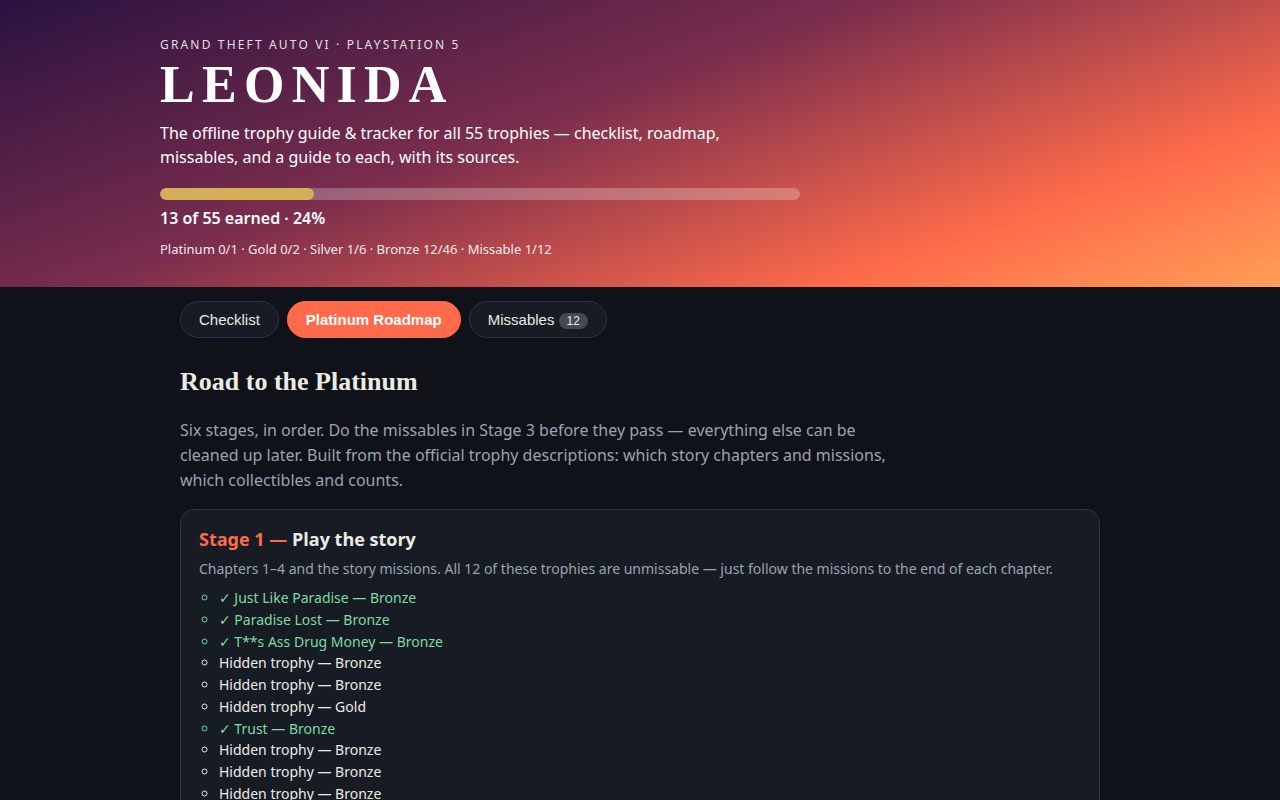 GRAND THEFT AUTO VI · PLAYSTATION 5
LEONIDA
The offline trophy guide & tracker for all 55 trophies — checklist, roadmap,
missables, and a guide to each, with its sources.
13 of 55 earned · 24%
Platinum 0/1 · Gold 0/2 · Silver 1/6 · Bronze 12/46 · Missable 1/12
Checklist
Platinum Roadmap
Missables 12
Road to the Platinum
Six stages, in order. Do the missables in Stage 3 before they pass — everything else can be
cleaned up later. Built from the official trophy descriptions: which story chapters and missions,
which collectibles and counts.
Stage 1 — Play the story
Chapters 1–4 and the story missions. All 12 of these trophies are unmissable — just follow the missions to the end of each chapter.
✓ Just Like Paradise — Bronze
✓ Paradise Lost — Bronze
✓ T**s Ass Drug Money — Bronze
Hidden trophy — Bronze
Hidden trophy — Bronze
Hidden trophy — Gold
✓ Trust — Bronze
Hidden trophy — Bronze
Hidden trophy — Bronze
Hidden trophy — Bronze